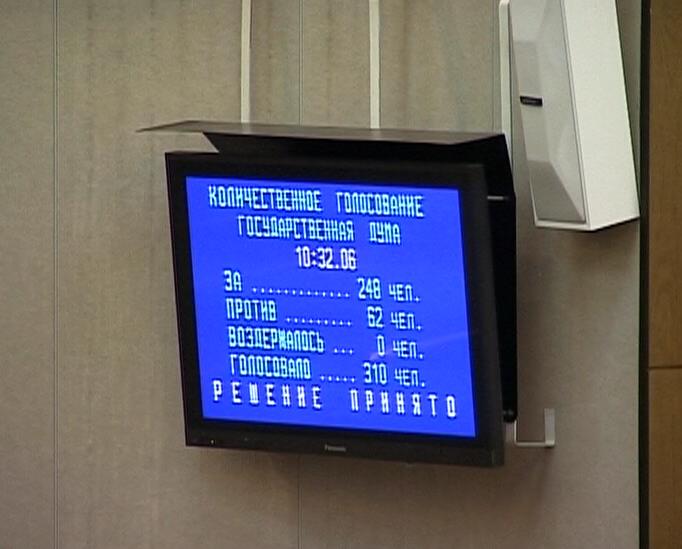 КОЛИЧЕСТВЕННОЕ ГОЛОСОВАНИЕ
ГОСУДАРСТВЕННАЯ ДУМА
10:32.06
ЗА ............. 248 чел.
ПРОТИВ ......... 62 чел.
ВОЗДЕРЖАЛОСЬ ... 0 чел.
ГОЛОСОВАЛО ..... 310 чел.
РЕШЕНИЕ ПРИНЯТО
Panasonic